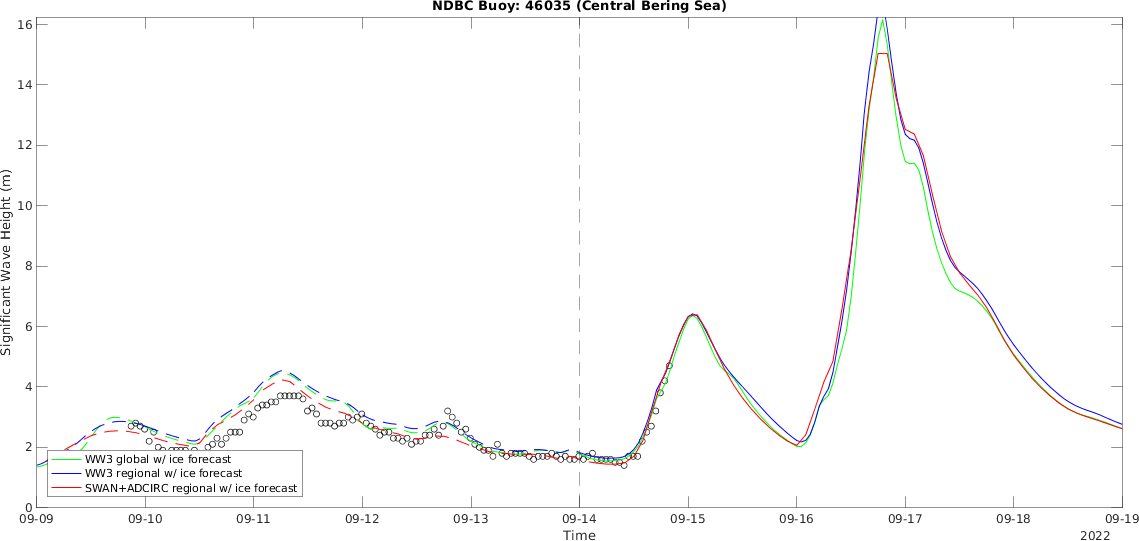 NDBC Buoy: 46035 (Central Bering Sea)
16
14
12
10
8
6
4
2
0
Significant Wave Height (m)
WW3 global w/ ice forecast
WW3 regional w/ ice forecast
SWAN+ADCIRC regional w/ ice forecast
09-09 09-10 09-11 09-12 09-13 09-14 09-15 09-16 09-17 09-18 09-19
Time
2022